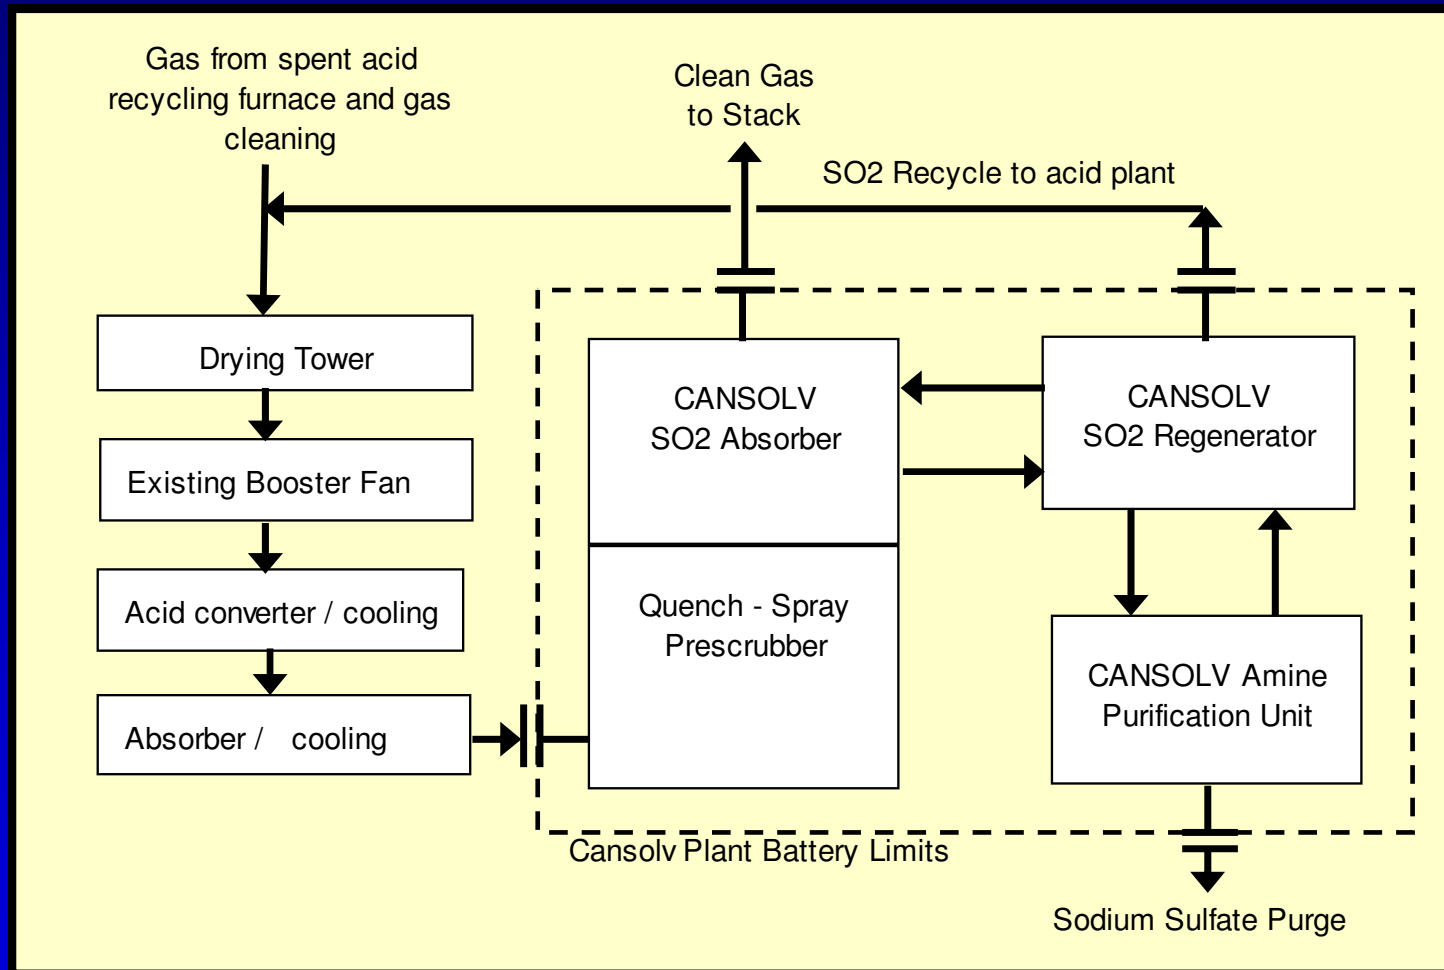 Gas from spent acid
recycling furnace and gas
cleaning
Clean Gas
to Stack
SO2 Recycle to acid plant
Drying Tower
Existing Booster Fan
Acid converter / cooling
Absorber / cooling
CANSOLV
SO2 Absorber
Quench - Spray
Prescrubber
CANSOLV
SO2 Regenerator
CANSOLV Amine
Purification Unit
Cansolv Plant Battery Limits
Sodium Sulfate Purge